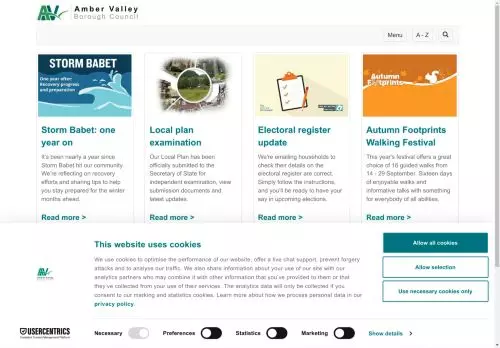 Amber Valley
Borough Council
Menu
A - Z
STORM BABET
One year after:
Recovery progress
and preparation
Autumn
Footprints
Storm Babet: one
year on
It's been nearly a year since
Storm Babet hit our community.
We're reflecting on recovery
efforts and sharing tips to help
you stay prepared for the winter
months ahead.
Read more >
Local plan
examination
Our Local Plan has been
officially submitted to the
Secretary of State for
independent examination, view
submission documents and
latest updates.
Read more >
Electoral register
update
We're emailing households to
check their details on the
electoral register are correct.
Simply follow the instructions,
and you'll be ready to have your
say in upcoming elections.
Read more >
Autumn Footprints
Walking Festival
This year's festival offers a great
choice of 16 guided walks from
14 - 29 September. Sixteen days
of enjoyable walks and
informative talks with something
for everybody of all abilities.
Read more >
This website uses cookies
We use cookies to optimise the performance of our website, offer a live chat support, prevent forgery
attacks and to analyse our traffic. We also share information about your use of our site with our
analytics partners who may combine it with other information that you've provided to them or that
they've collected from your use of their services. The analytics data will only be collected if you
consent to our marking and statistics cookies. Learn more about how we process personal data in our
privacy policy.
Allow all cookies
Allow selection
Use necessary cookies only
USERCENTRICS
Necessary
Preferences
Statistics
Marketing
Show details >